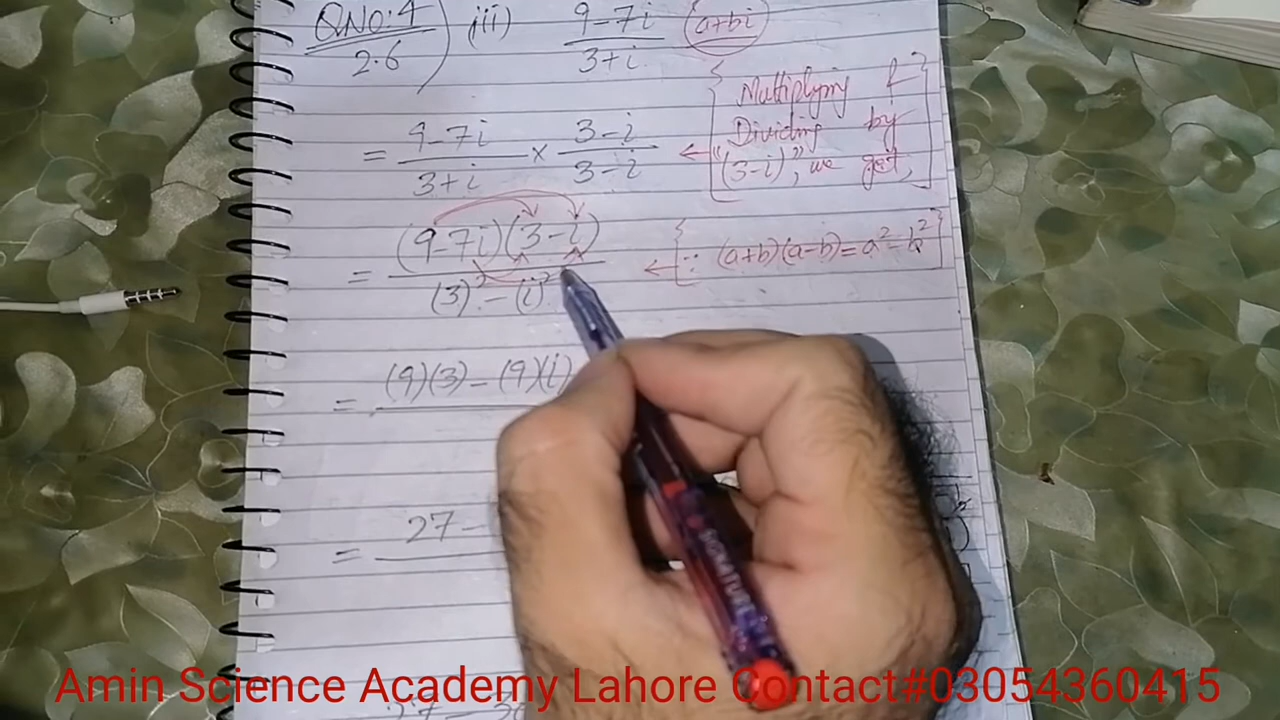 Q NO: 4 / 2.6 ) (iii) 9-7i / 3+i (a+bi)
= 9-7i / 3+i × 3-i / 3-i ← { Multiplying &
Dividing by
"(3-i)", we get, }
= (9-7i)(3-i) / (3)² - (i)² ← { ∵ (a+b)(a-b) = a² - b² }
= (9)(3) - (9)(i)
= 27 -
SIGNATURE
Amin Science Academy Lahore Contact#03054360415